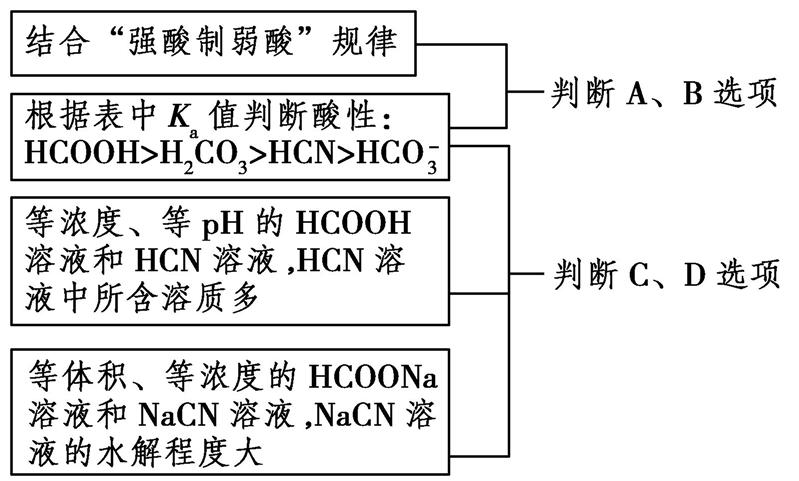 结合“强酸制弱酸”规律
根据表中 Kₐ 值判断酸性:
HCOOH>H₂CO₃>HCN>HCO₃⁻
判断 A、B 选项
等浓度、等 pH 的 HCOOH
溶液和 HCN 溶液,HCN 溶
液中所含溶质多
判断 C、D 选项
等体积、等浓度的 HCOONa
溶液和 NaCN 溶液,NaCN 溶
液的水解程度大